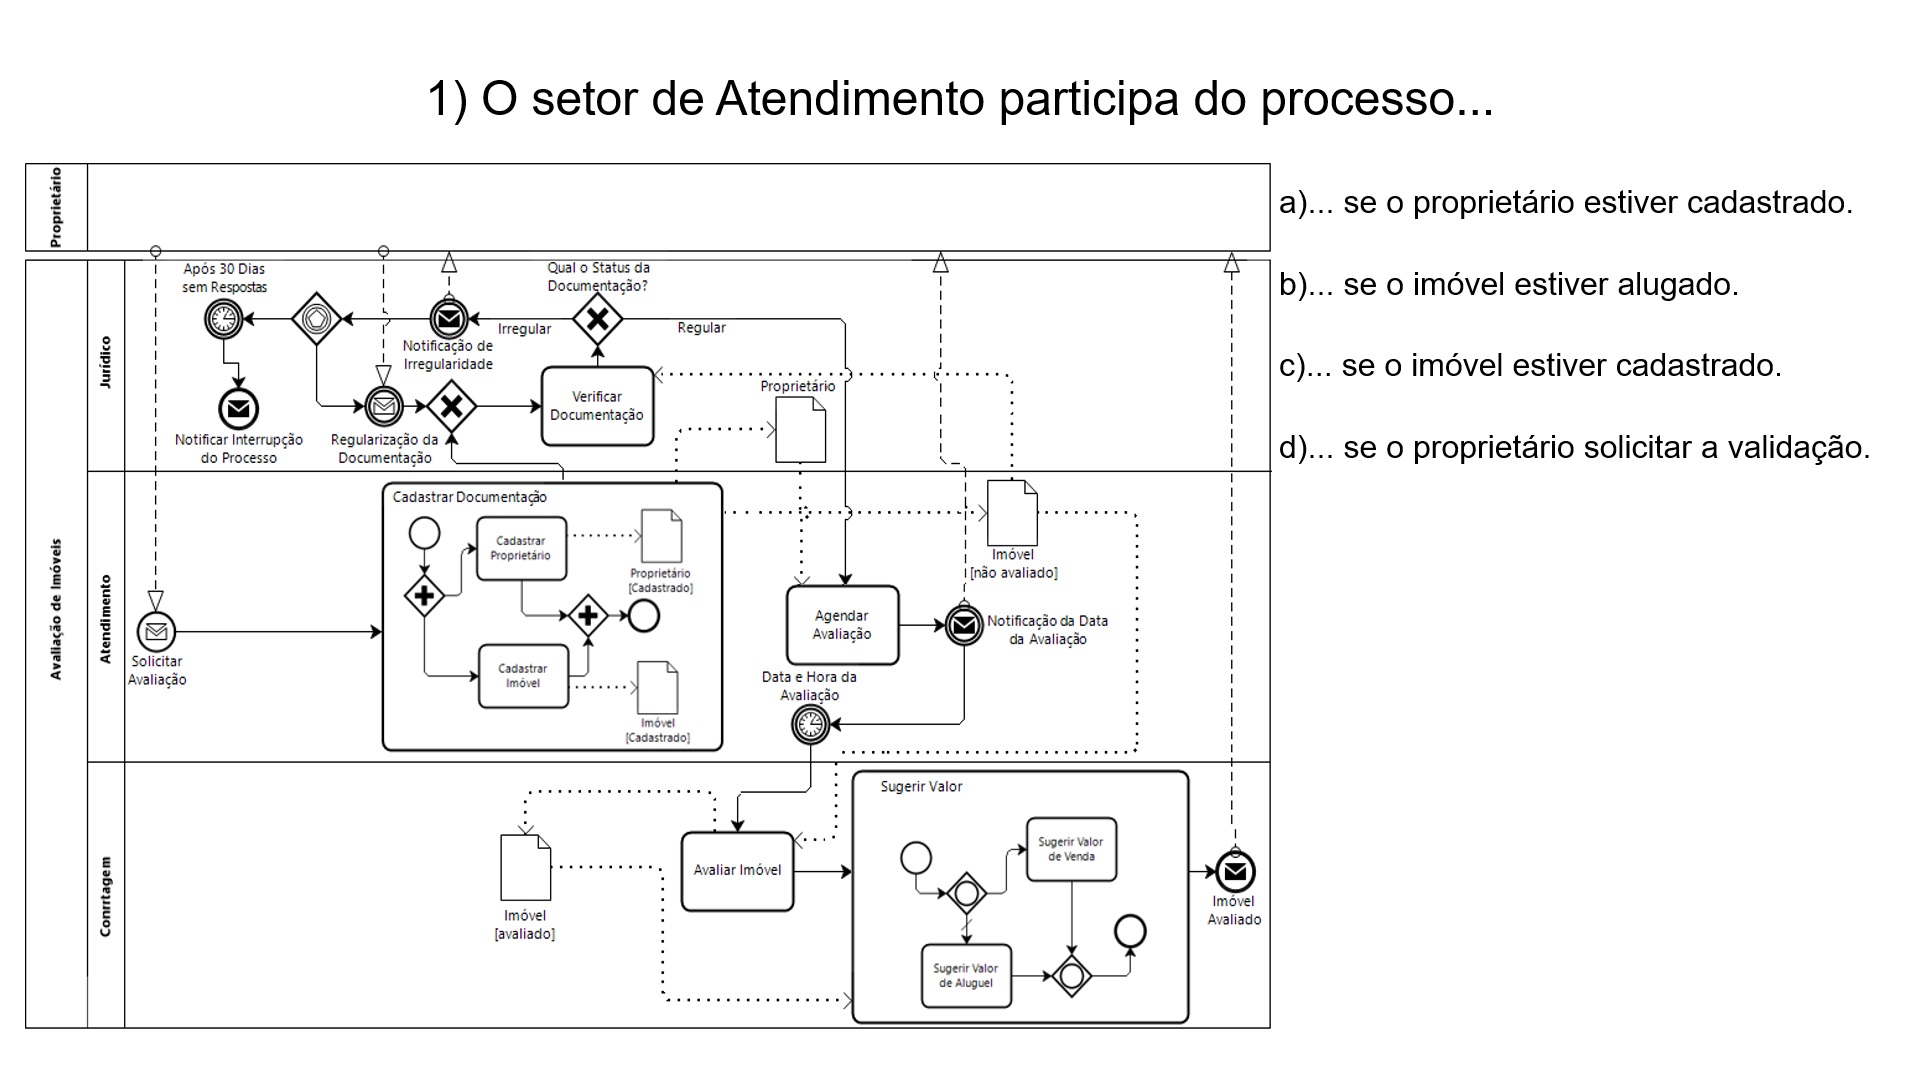 1) O setor de Atendimento participa do processo...
a)... se o proprietário estiver cadastrado.
b)... se o imóvel estiver alugado.
c)... se o imóvel estiver cadastrado.
d)... se o proprietário solicitar a validação.
Proprietário
Avaliação de Imóveis
Jurídico
Após 30 Dias
sem Respostas
Qual o Status da
Documentação?
Irregular
Regular
Notificação de
Irregularidade
Verificar
Documentação
Proprietário
Notificar Interrupção
do Processo
Regularização da
Documentação
Atendimento
Cadastrar Documentação
Cadastrar
Proprietário
Proprietário
[Cadastrado]
Cadastrar
Imóvel
Imóvel
[Cadastrado]
Solicitar
Avaliação
Imóvel
[não avaliado]
Agendar
Avaliação
Notificação da Data
da Avaliação
Data e Hora da
Avaliação
Conrrtagem
Sugerir Valor
Sugerir Valor
de Venda
Avaliar Imóvel
Imóvel
[avaliado]
Sugerir Valor
de Aluguel
Imóvel
Avaliado